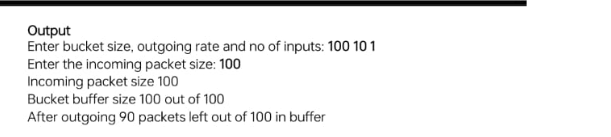 Output
Enter bucket size, outgoing rate and no of inputs: 100 10 1
Enter the incoming packet size: 100
Incoming packet size 100
Bucket buffer size 100 out of 100
After outgoing 90 packets left out of 100 in buffer